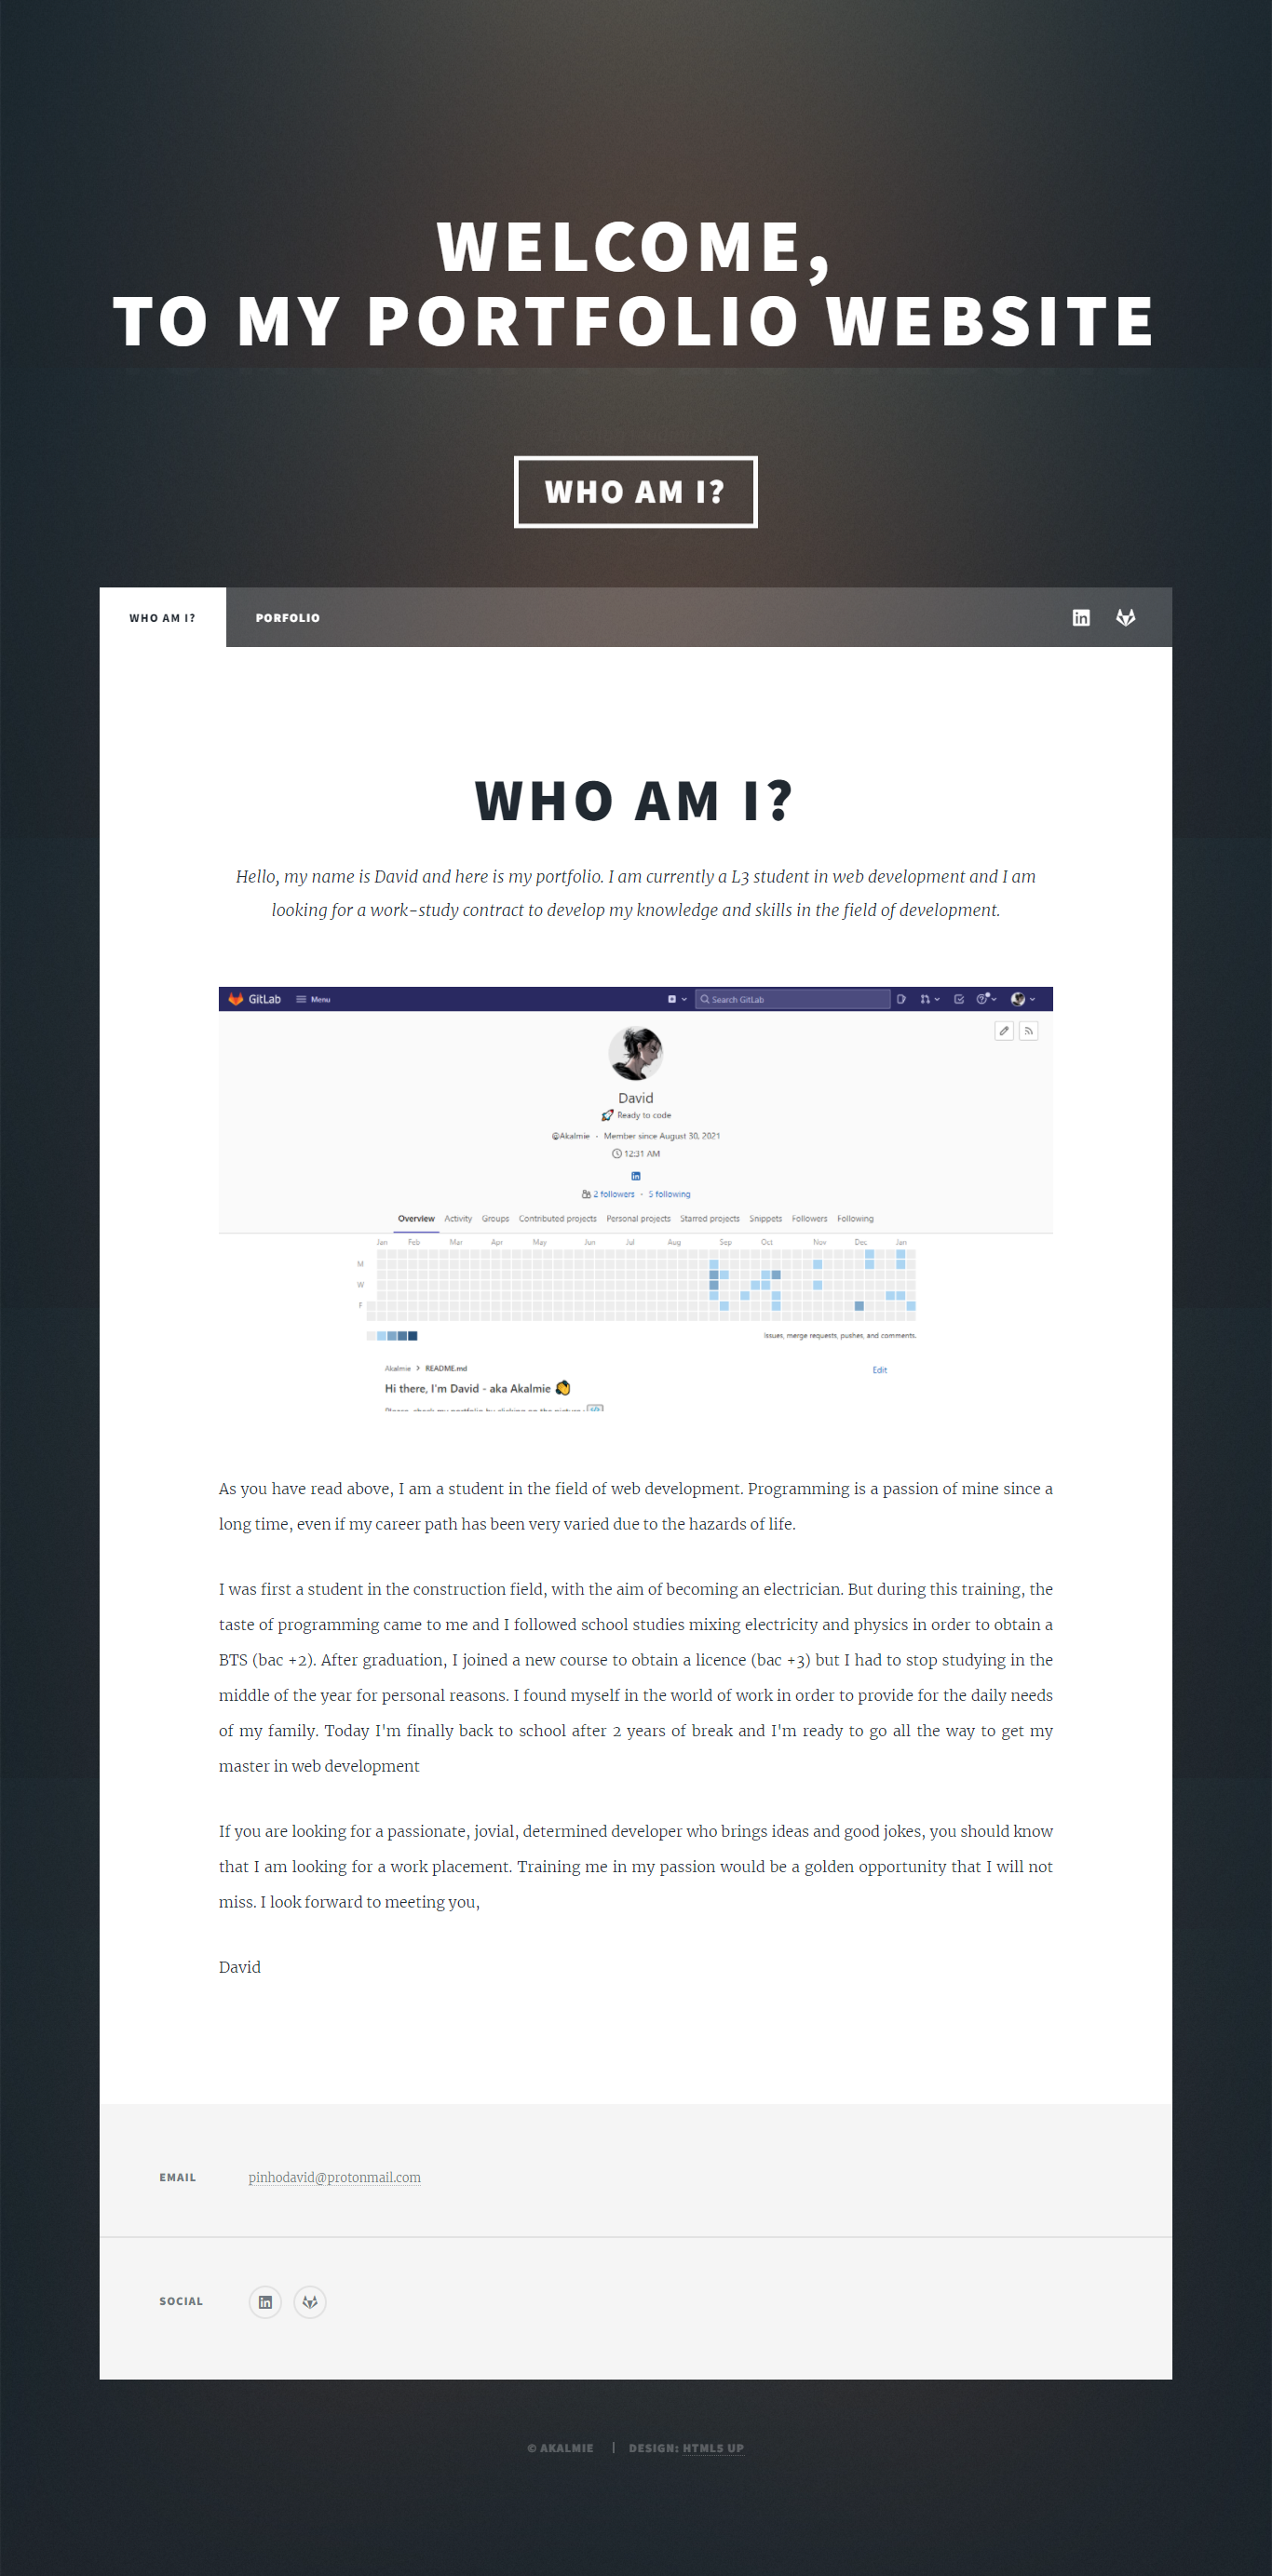 WELCOME,
TO MY PORTFOLIO WEBSITE
WHO AM I?
WHO AM I?
PORFOLIO
WHO AM I?
Hello, my name is David and here is my portfolio. I am currently a L3 student in web development and I am
looking for a work-study contract to develop my knowledge and skills in the field of development.
GitLab Menu Search GitLab
David
Ready to code
@Akalmie · Member since August 30, 2021
12:31 AM
2 followers · 5 following
Overview Activity Groups Contributed projects Personal projects Starred projects Snippets Followers Following
Jan Feb Mar Apr May Jun Jul Aug Sep Oct Nov Dec Jan
M
W
F
Issues, merge requests, pushes, and comments.
Akalmie > README.md Edit
Hi there, I'm David - aka Akalmie
Please, check my portfolio by clicking on the picture :
As you have read above, I am a student in the field of web development. Programming is a passion of mine since a
long time, even if my career path has been very varied due to the hazards of life.
I was first a student in the construction field, with the aim of becoming an electrician. But during this training, the
taste of programming came to me and I followed school studies mixing electricity and physics in order to obtain a
BTS (bac +2). After graduation, I joined a new course to obtain a licence (bac +3) but I had to stop studying in the
middle of the year for personal reasons. I found myself in the world of work in order to provide for the daily needs
of my family. Today I'm finally back to school after 2 years of break and I'm ready to go all the way to get my
master in web development
If you are looking for a passionate, jovial, determined developer who brings ideas and good jokes, you should know
that I am looking for a work placement. Training me in my passion would be a golden opportunity that I will not
miss. I look forward to meeting you,
David
EMAIL pinhodavid@protonmail.com
SOCIAL
© AKALMIE | DESIGN: HTML5 UP